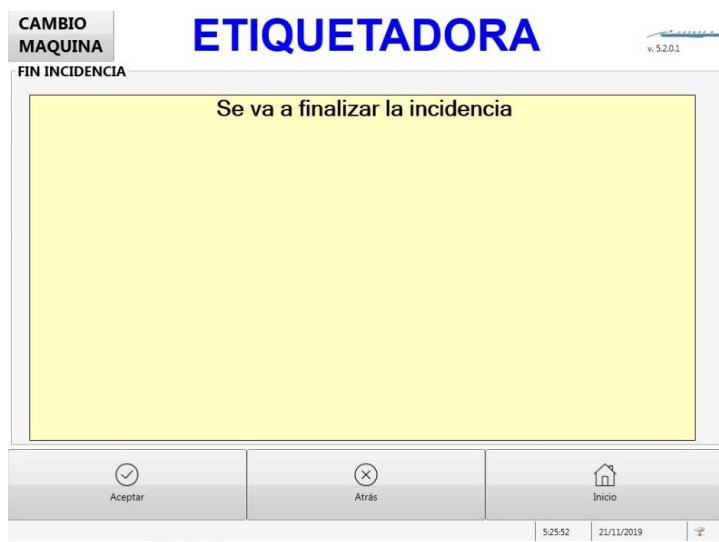 CAMBIO
MAQUINA
ETIQUETADORA
v. 5.2.0.1
FIN INCIDENCIA
Se va a finalizar la incidencia
Aceptar
Atrás
Inicio
5:25:52
21/11/2019